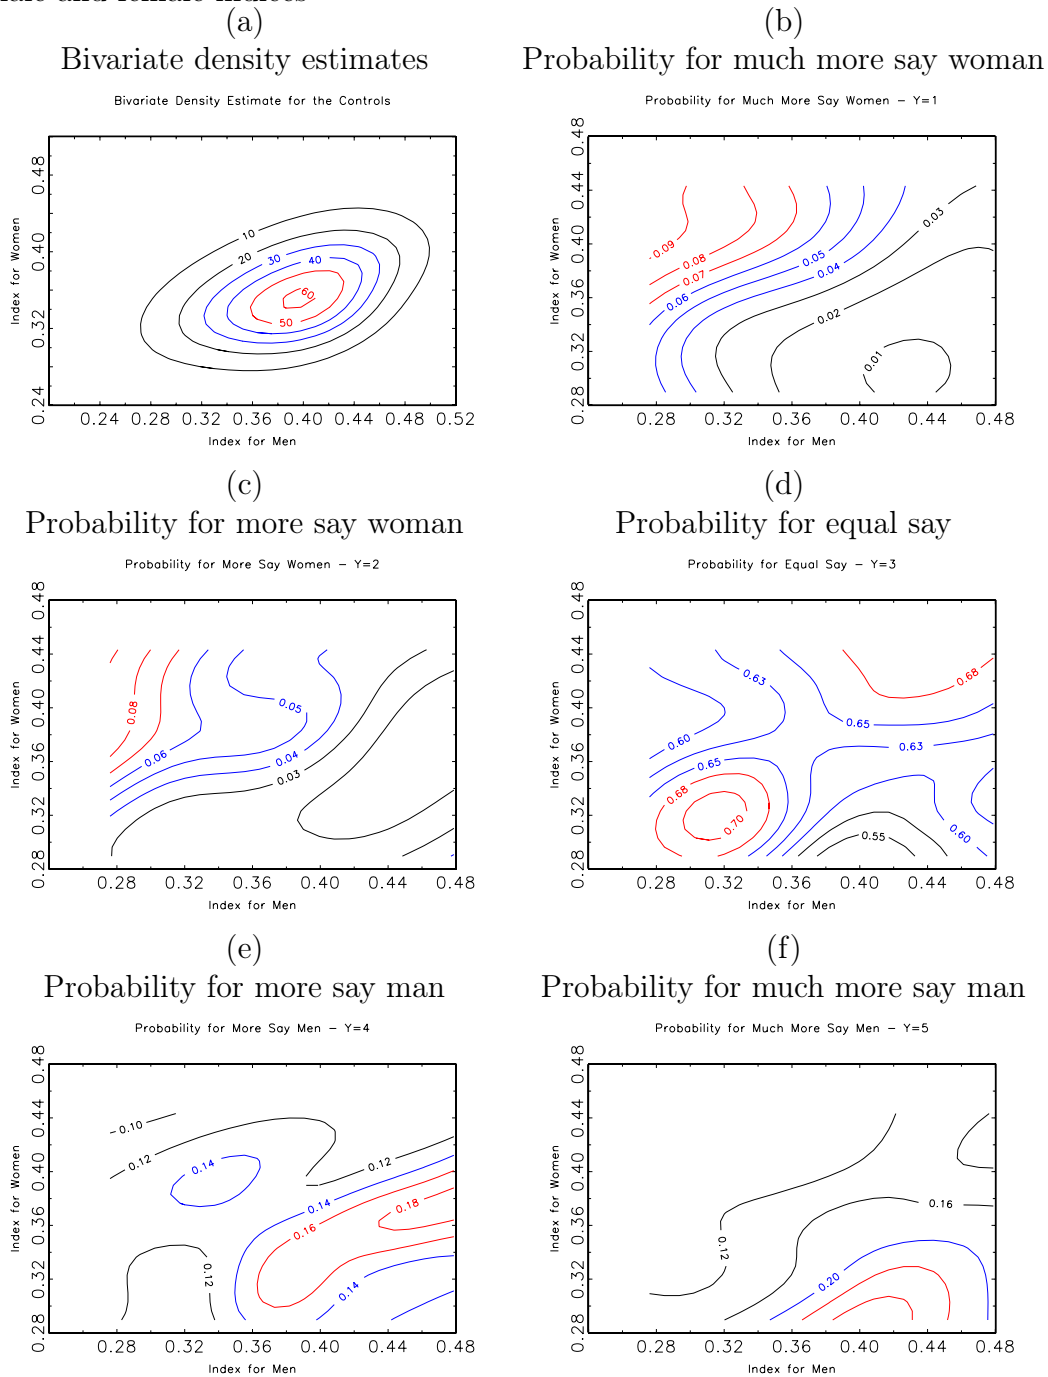 (a)
Bivariate density estimates
Bivariate Density Estimate for the Controls
Index for Women
0.24 0.32 0.40 0.48
10
20
30
40
50
60
0.24 0.28 0.32 0.36 0.40 0.44 0.48 0.52
Index for Men
(b)
Probability for much more say woman
Probability for Much More Say Women – Y=1
Index for Women
0.28 0.32 0.36 0.40 0.44 0.48
0.09
0.08
0.07
0.06
0.05
0.04
0.03
0.02
0.01
0.28 0.32 0.36 0.40 0.44 0.48
Index for Men
(c)
Probability for more say woman
Probability for More Say Women – Y=2
Index for Women
0.28 0.32 0.36 0.40 0.44 0.48
0.08
0.06
0.05
0.04
0.03
0.28 0.32 0.36 0.40 0.44 0.48
Index for Men
(d)
Probability for equal say
Probability for Equal Say – Y=3
Index for Women
0.28 0.32 0.36 0.40 0.44 0.48
0.63
0.68
0.60
0.65
0.65
0.63
0.68
0.70
0.55
0.60
0.28 0.32 0.36 0.40 0.44 0.48
Index for Men
(e)
Probability for more say man
Probability for More Say Men – Y=4
Index for Women
0.28 0.32 0.36 0.40 0.44 0.48
0.10
0.12
0.14
0.12
0.14
0.18
0.16
0.12
0.14
0.28 0.32 0.36 0.40 0.44 0.48
Index for Men
(f)
Probability for much more say man
Probability for Much More Say Men – Y=5
Index for Women
0.28 0.32 0.36 0.40 0.44 0.48
0.12
0.16
0.20
0.28 0.32 0.36 0.40 0.44 0.48
Index for Men